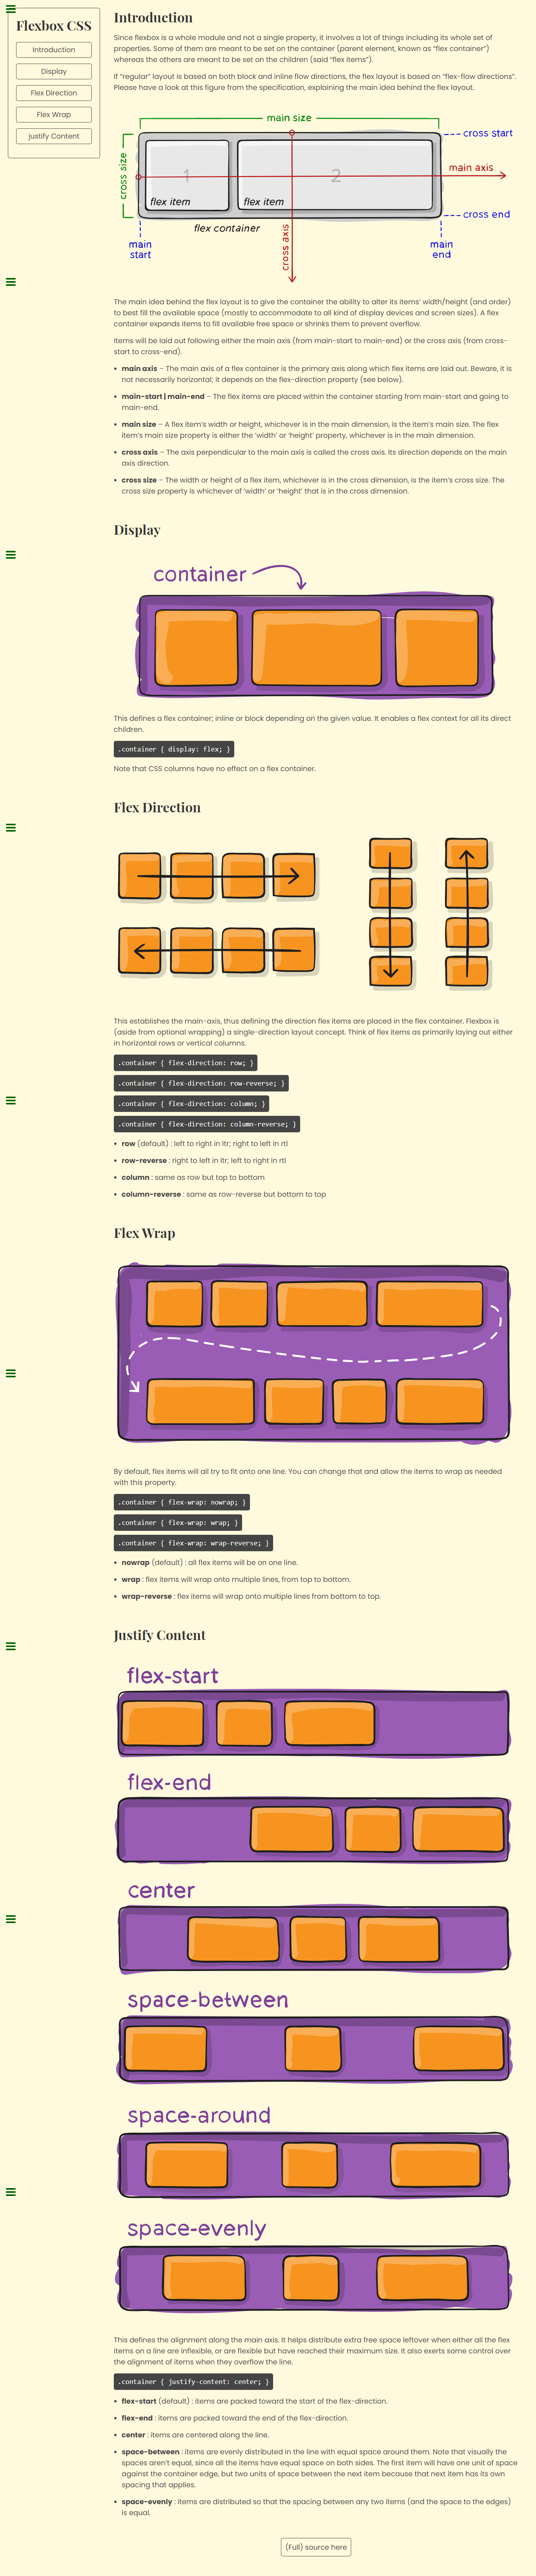 Flexbox CSS
Introduction
Display
Flex Direction
Flex Wrap
justify Content
Introduction
Since flexbox is a whole module and not a single property, it involves a lot of things including its whole set of
properties. Some of them are meant to be set on the container (parent element, known as “flex container”)
whereas the others are meant to be set on the children (said “flex items”).
If “regular” layout is based on both block and inline flow directions, the flex layout is based on “flex-flow directions”.
Please have a look at this figure from the specification, explaining the main idea behind the flex layout.
main size
cross start
cross size
1
2
main axis
flex item
flex item
cross end
flex container
cross axis
main
start
main
end
The main idea behind the flex layout is to give the container the ability to alter its items’ width/height (and order)
to best fill the available space (mostly to accommodate to all kind of display devices and screen sizes). A flex
container expands items to fill available free space or shrinks them to prevent overflow.
Items will be laid out following either the main axis (from main-start to main-end) or the cross axis (from cross-
start to cross-end).
• main axis – The main axis of a flex container is the primary axis along which flex items are laid out. Beware, it is
not necessarily horizontal; it depends on the flex-direction property (see below).
• main-start | main-end – The flex items are placed within the container starting from main-start and going to
main-end.
• main size – A flex item’s width or height, whichever is in the main dimension, is the item’s main size. The flex
item’s main size property is either the ‘width’ or ‘height’ property, whichever is in the main dimension.
• cross axis – The axis perpendicular to the main axis is called the cross axis. Its direction depends on the main
axis direction.
• cross size – The width or height of a flex item, whichever is in the cross dimension, is the item’s cross size. The
cross size property is whichever of ‘width’ or ‘height’ that is in the cross dimension.
Display
container
This defines a flex container; inline or block depending on the given value. It enables a flex context for all its direct
children.
.container { display: flex; }
Note that CSS columns have no effect on a flex container.
Flex Direction
This establishes the main-axis, thus defining the direction flex items are placed in the flex container. Flexbox is
(aside from optional wrapping) a single-direction layout concept. Think of flex items as primarily laying out either
in horizontal rows or vertical columns.
.container { flex-direction: row; }
.container { flex-direction: row-reverse; }
.container { flex-direction: column; }
.container { flex-direction: column-reverse; }
• row (default) : left to right in ltr; right to left in rtl
• row-reverse : right to left in ltr; left to right in rtl
• column : same as row but top to bottom
• column-reverse : same as row-reverse but bottom to top
Flex Wrap
By default, flex items will all try to fit onto one line. You can change that and allow the items to wrap as needed
with this property.
.container { flex-wrap: nowrap; }
.container { flex-wrap: wrap; }
.container { flex-wrap: wrap-reverse; }
• nowrap (default) : all flex items will be on one line.
• wrap : flex items will wrap onto multiple lines, from top to bottom.
• wrap-reverse : flex items will wrap onto multiple lines from bottom to top.
Justify Content
flex-start
flex-end
center
space-between
space-around
space-evenly
This defines the alignment along the main axis. It helps distribute extra free space leftover when either all the flex
items on a line are inflexible, or are flexible but have reached their maximum size. It also exerts some control over
the alignment of items when they overflow the line.
.container { justify-content: center; }
• flex-start (default) : items are packed toward the start of the flex-direction.
• flex-end : items are packed toward the end of the flex-direction.
• center : items are centered along the line.
• space-between : items are evenly distributed in the line with equal space around them. Note that visually the
spaces aren’t equal, since all the items have equal space on both sides. The first item will have one unit of space
against the container edge, but two units of space between the next item because that next item has its own
spacing that applies.
• space-evenly : items are distributed so that the spacing between any two items (and the space to the edges)
is equal.
(Full) source here